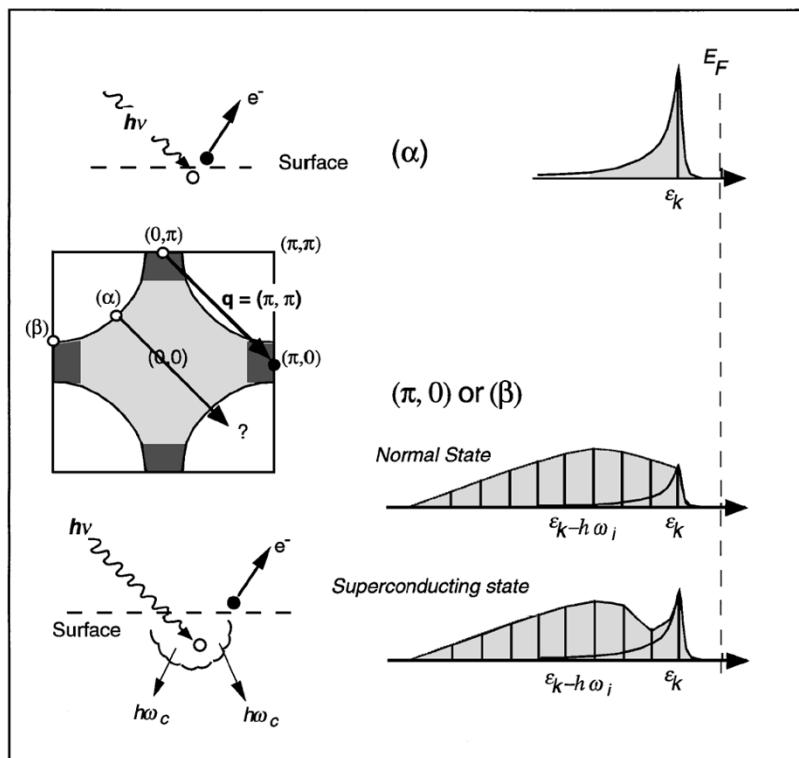 E_F
e⁻
hν
(α)
Surface
ε_k
(0,π)
(π,π)
(α)
q = (π, π)
(β)
(0,0)
(π,0)
?
(π, 0) or (β)
Normal State
ε_k–hω_i
ε_k
hν
e⁻
Superconducting state
Surface
ε_k–hω_i
ε_k
hω_c
hω_c